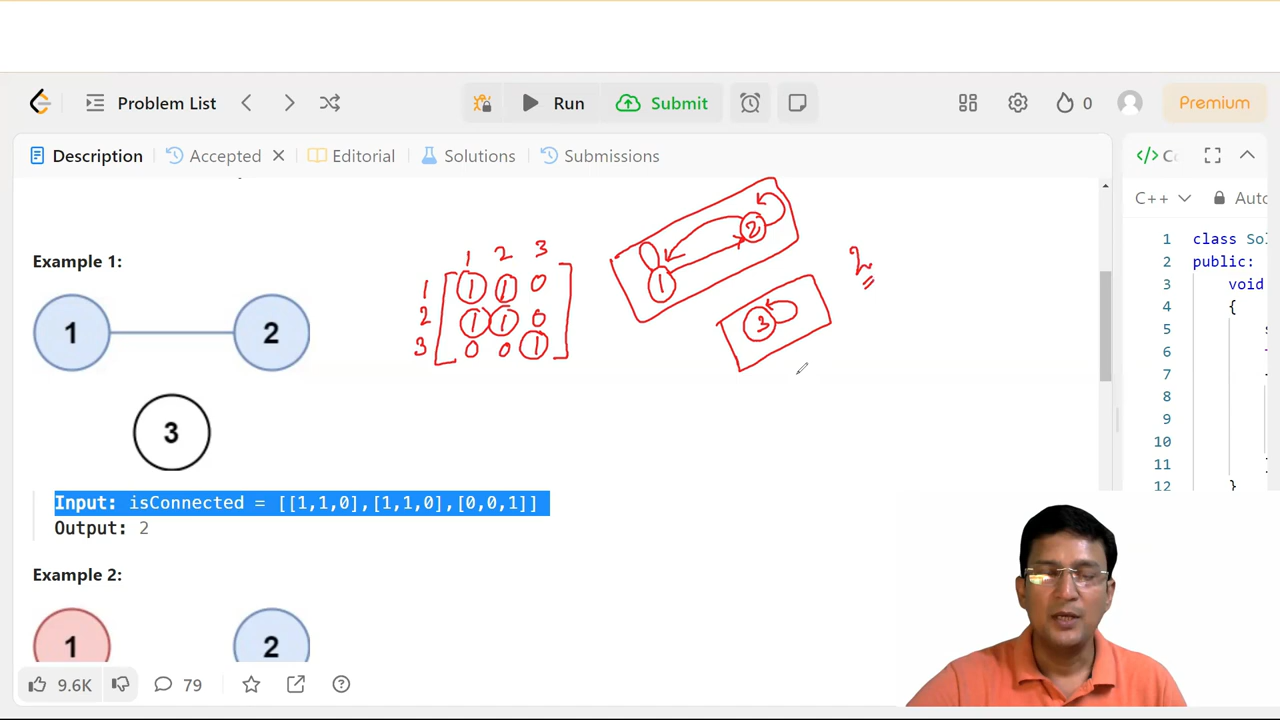 Problem List
Run
Submit
0
Premium
Description
Accepted
Editorial
Solutions
Submissions
</> C
C++
Auto
Example 1:
1
2
3
Input: isConnected = [[1,1,0],[1,1,0],[0,0,1]]
Output: 2
Example 2:
1
2
9.6K
79
1 2 3
1 1 1 0
2 1 1 0
3 0 0 1
1
2
3
2
1 class Sol
2 public:
3 void
4 {
5 s
6
7
8
9
10
11
12 }